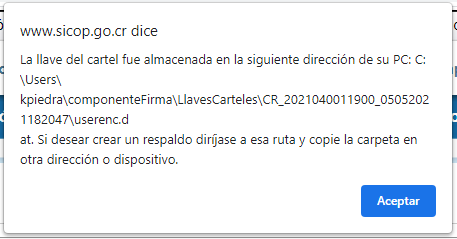 www.sicop.go.cr dice
La llave del cartel fue almacenada en la siguiente dirección de su PC: C:
\Users\
kpiedra\componenteFirma\LlavesCarteles\CR_2021040011900_0505202
1182047\userenc.d
at. Si desear crear un respaldo diríjase a esa ruta y copie la carpeta en
otra dirección o dispositivo.
Aceptar